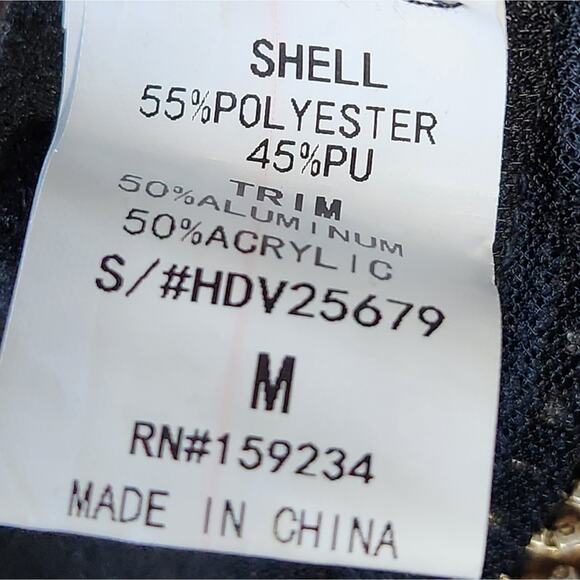 SHELL
55%POLYESTER
45%PU
TRIM
50%ALUMINUM
50%ACRYLIC
S/#HDV25679
M
RN#159234
MADE IN CHINA